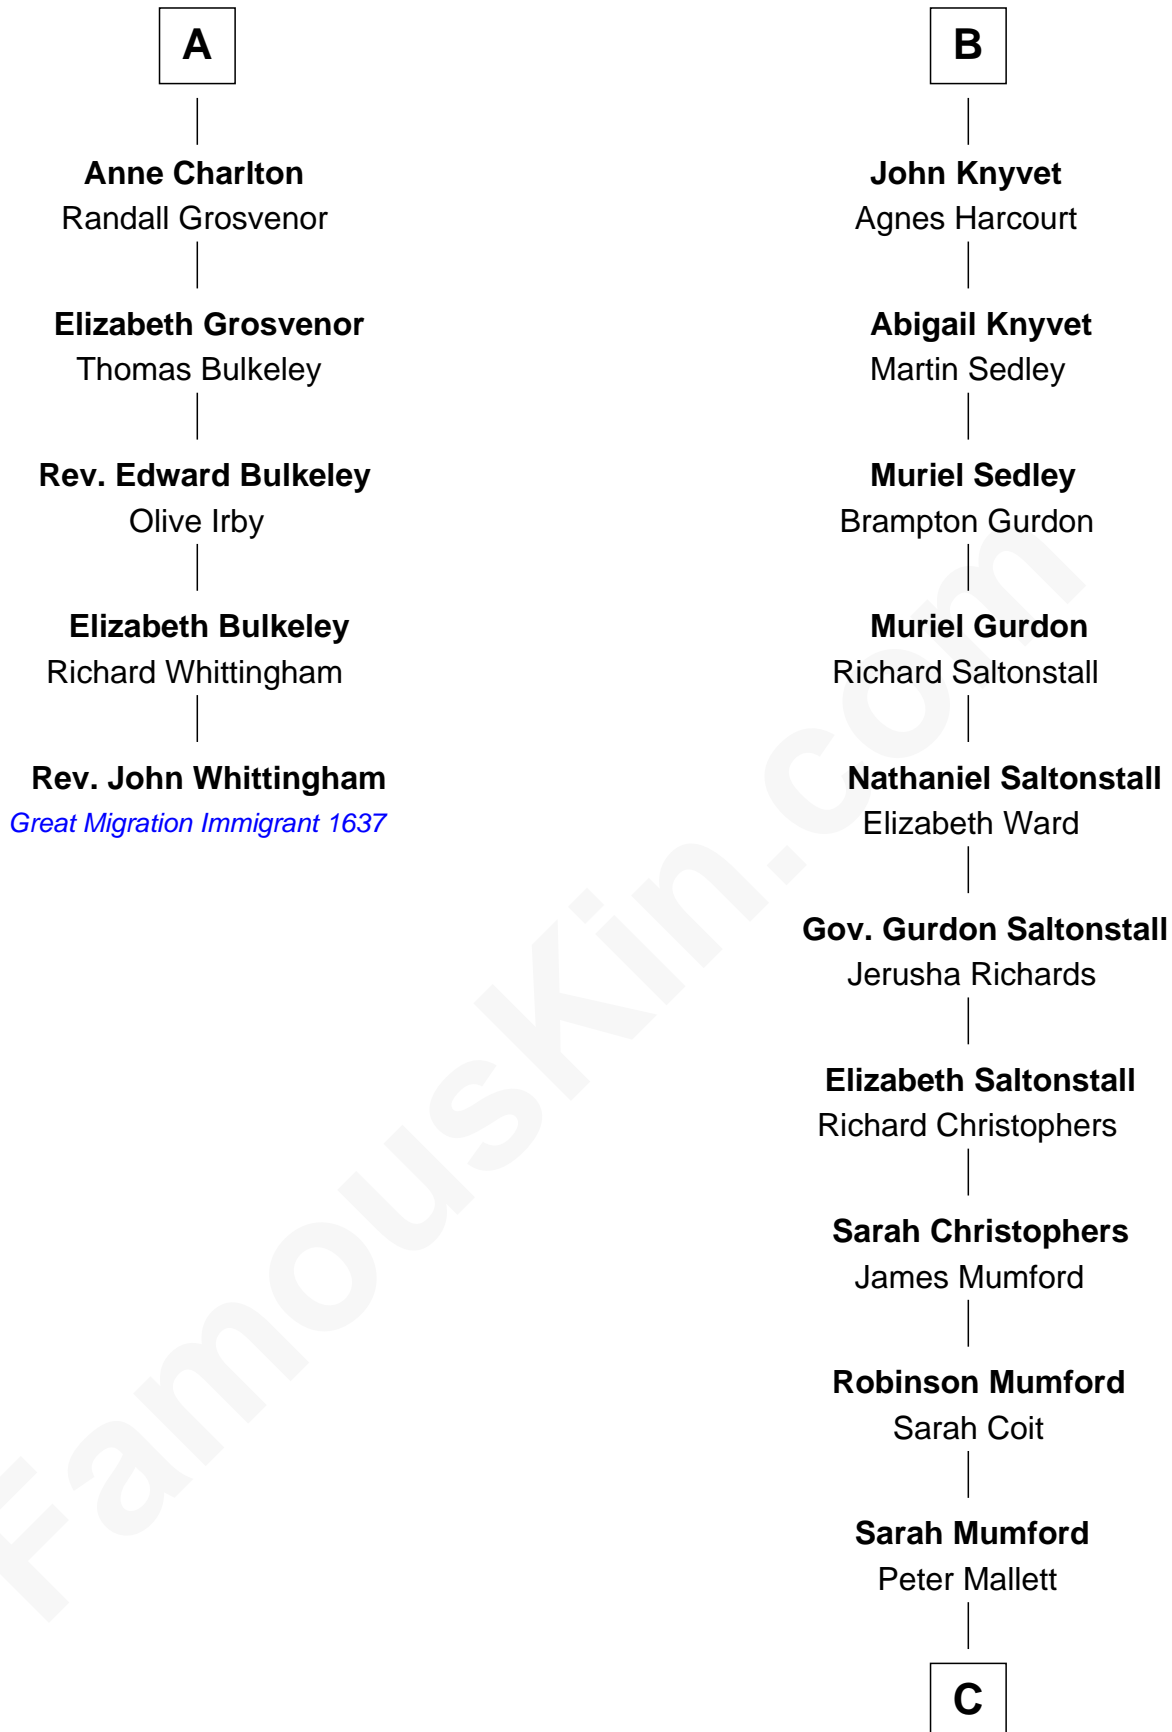 A
Anne Charlton
Randall Grosvenor
Elizabeth Grosvenor
Thomas Bulkeley
Rev. Edward Bulkeley
Olive Irby
Elizabeth Bulkeley
Richard Whittingham
Rev. John Whittingham
Great Migration Immigrant 1637
B
John Knyvet
Agnes Harcourt
Abigail Knyvet
Martin Sedley
Muriel Sedley
Brampton Gurdon
Muriel Gurdon
Richard Saltonstall
Nathaniel Saltonstall
Elizabeth Ward
Gov. Gurdon Saltonstall
Jerusha Richards
Elizabeth Saltonstall
Richard Christophers
Sarah Christophers
James Mumford
Robinson Mumford
Sarah Coit
Sarah Mumford
Peter Mallett
C
FamousKin.com